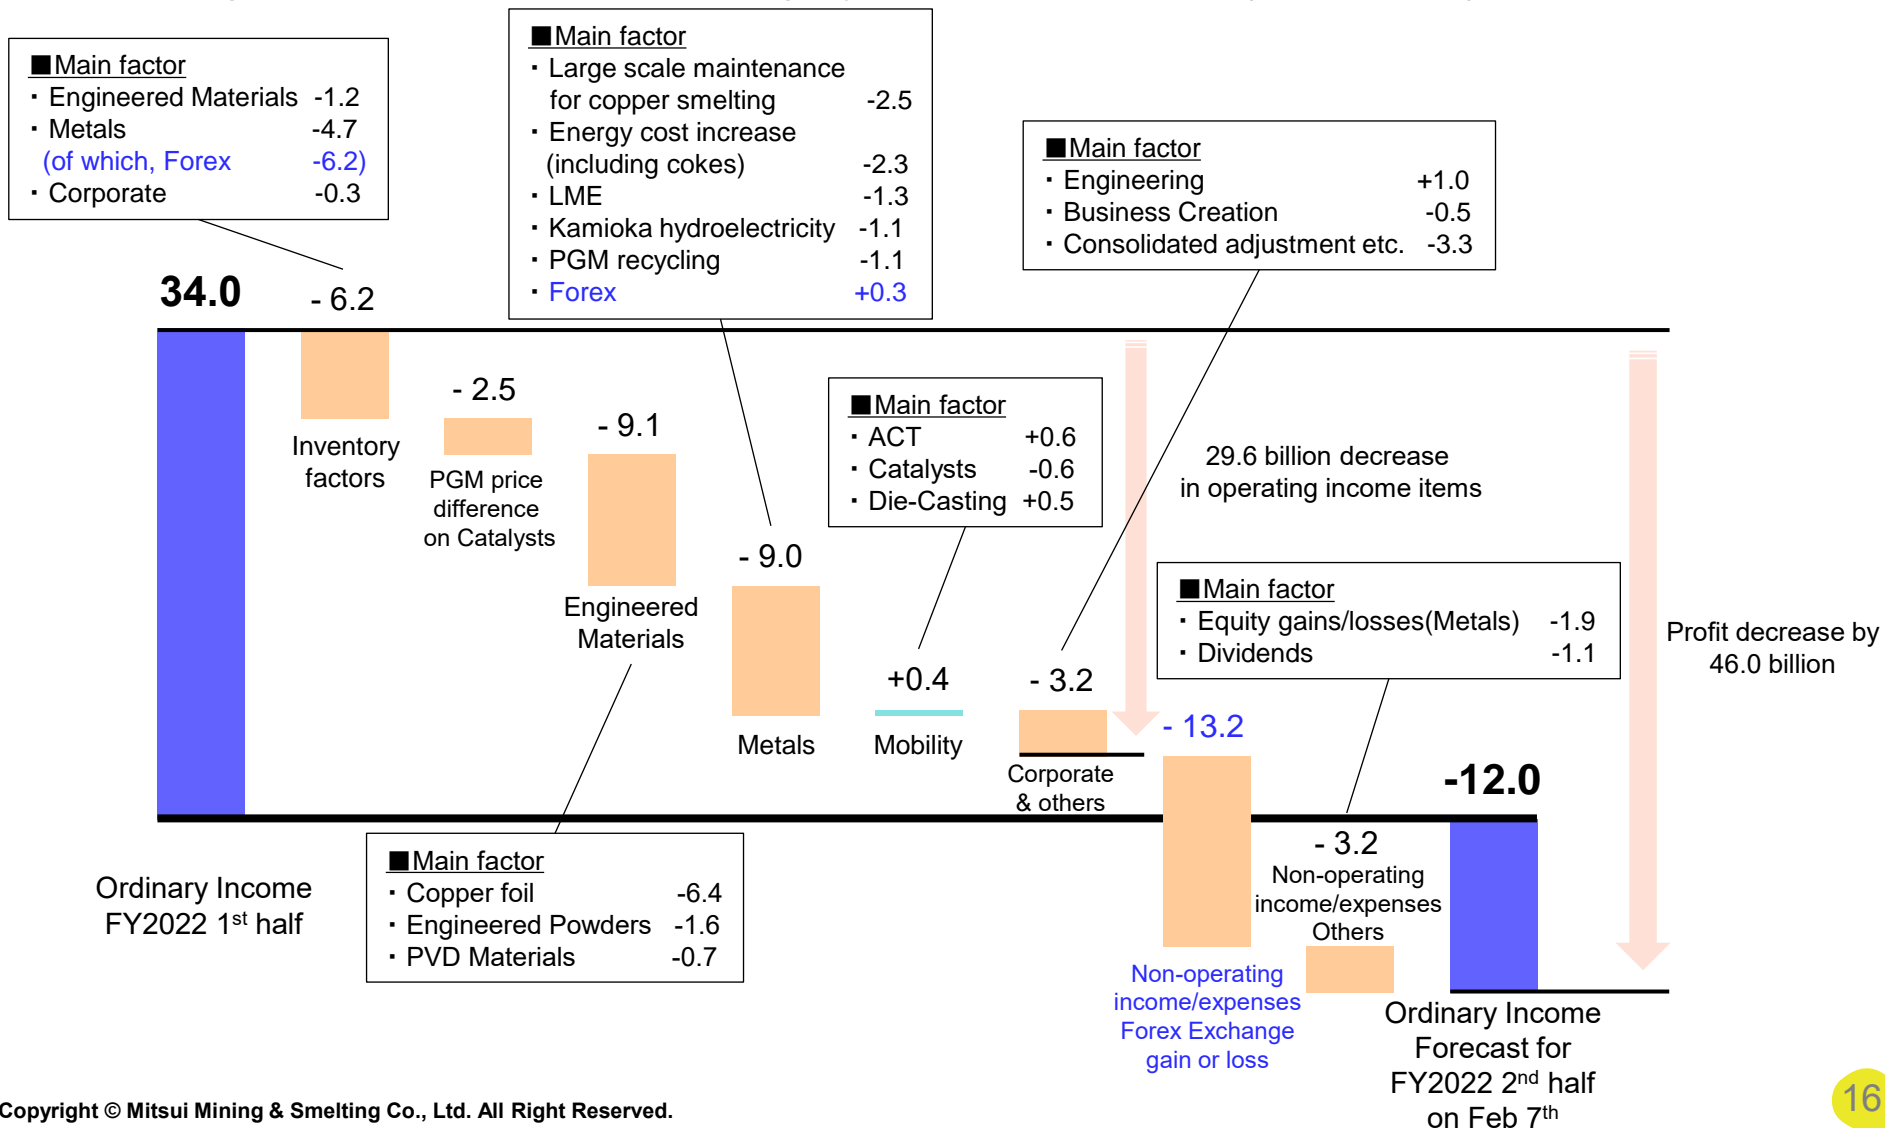 ■Main factor
・Engineered Materials -1.2
・Metals -4.7
(of which, Forex -6.2)
・Corporate -0.3
■Main factor
・Large scale maintenance
for copper smelting -2.5
・Energy cost increase
(including cokes) -2.3
・LME -1.3
・Kamioka hydroelectricity -1.1
・PGM recycling -1.1
・Forex +0.3
■Main factor
・Engineering +1.0
・Business Creation -0.5
・Consolidated adjustment etc. -3.3
34.0
- 6.2
Inventory
factors
- 2.5
PGM price
difference
on Catalysts
- 9.1
Engineered
Materials
- 9.0
Metals
■Main factor
・ACT +0.6
・Catalysts -0.6
・Die-Casting +0.5
+0.4
Mobility
- 3.2
Corporate
& others
29.6 billion decrease
in operating income items
■Main factor
・Equity gains/losses(Metals) -1.9
・Dividends -1.1
Profit decrease by
46.0 billion
- 13.2
Non-operating
income/expenses
Forex Exchange
gain or loss
- 3.2
Non-operating
income/expenses
Others
-12.0
Ordinary Income
Forecast for
FY2022 2nd half
on Feb 7th
Ordinary Income
FY2022 1st half
■Main factor
・Copper foil -6.4
・Engineered Powders -1.6
・PVD Materials -0.7
Copyright © Mitsui Mining & Smelting Co., Ltd. All Right Reserved.
16